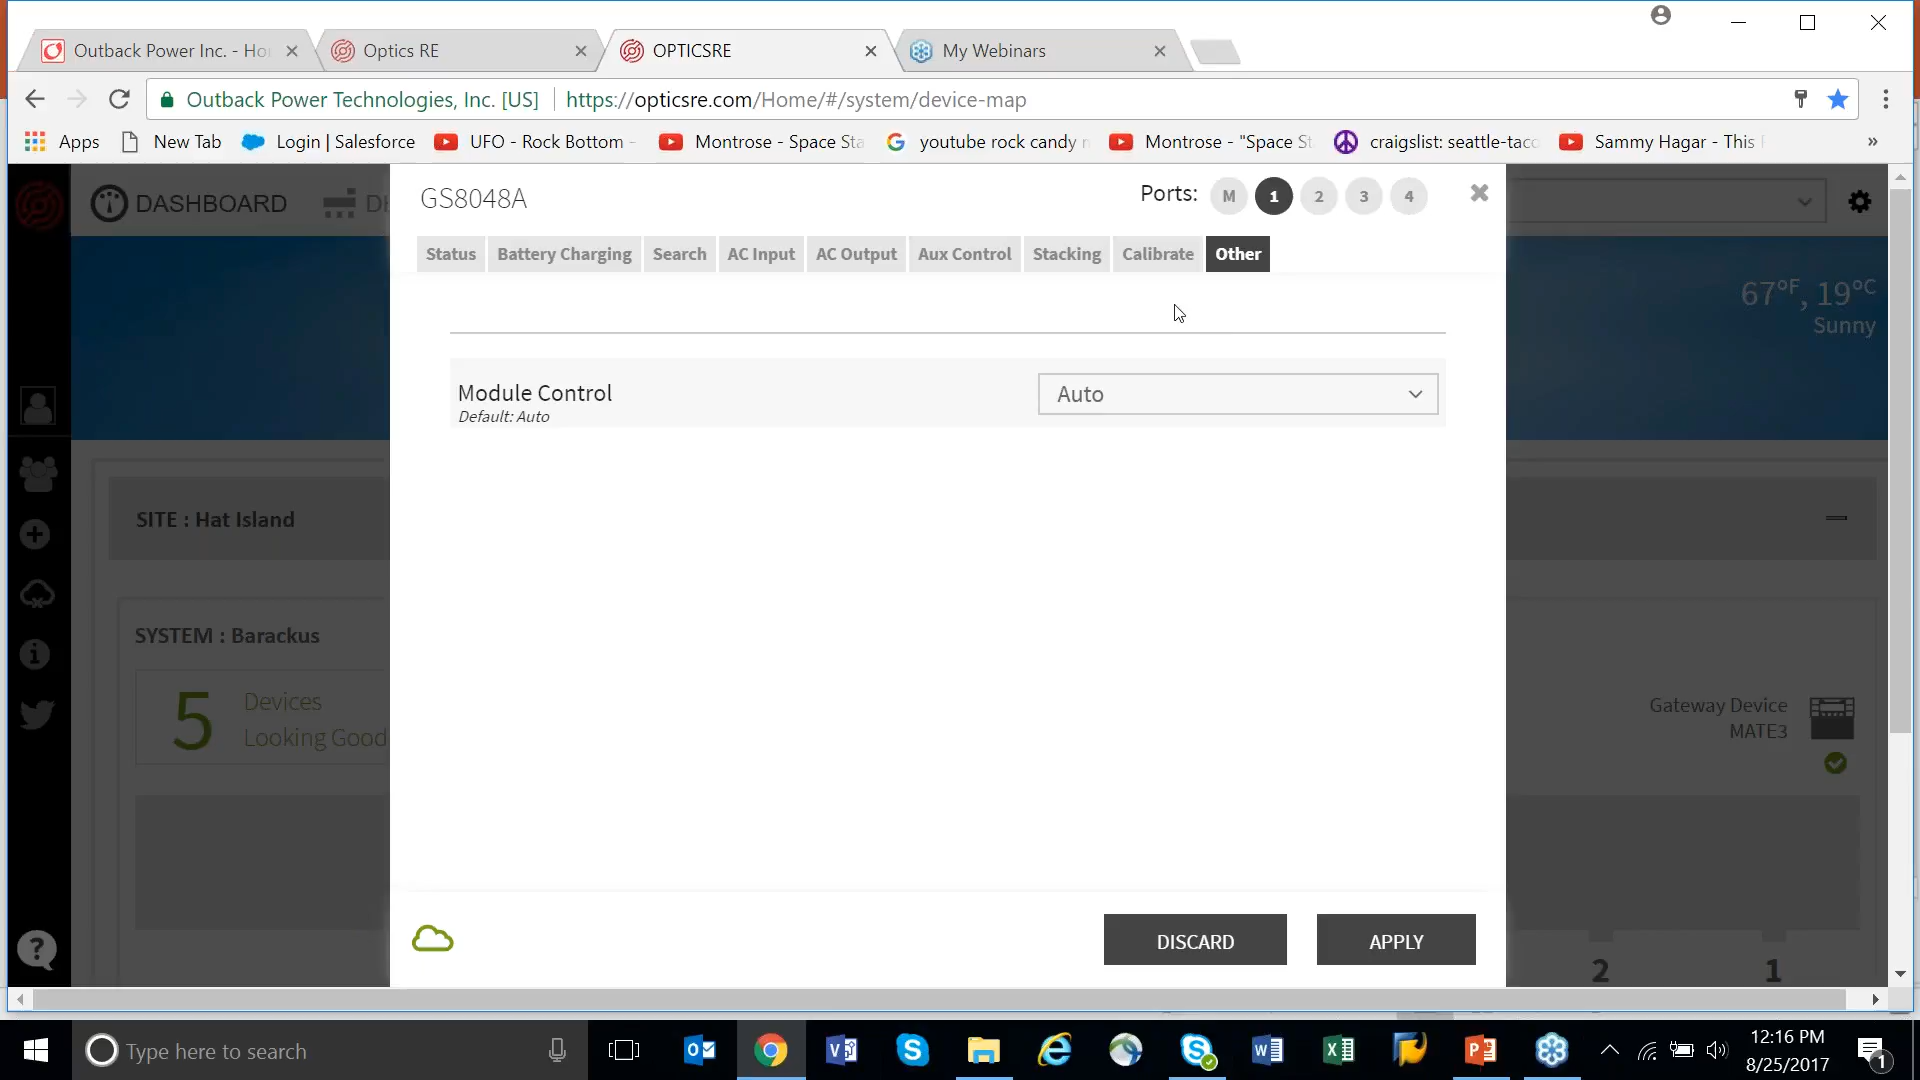 Outback Power Inc. - Ho
Optics RE
OPTICSRE
My Webinars
Outback Power Technologies, Inc. [US]
https://opticsre.com/Home/#/system/device-map
Apps
New Tab
Login | Salesforce
UFO - Rock Bottom -
Montrose - Space Sta
youtube rock candy
Montrose - "Space St
craigslist: seattle-taco
Sammy Hagar - This
»
DASHBOARD
GS8048A
Ports: M 1 2 3 4
Status
Battery Charging
Search
AC Input
AC Output
Aux Control
Stacking
Calibrate
Other
67°F, 19°C
Sunny
Module Control
Default: Auto
Auto
SITE : Hat Island
SYSTEM : Barackus
5
Devices
Looking Good
Gateway Device
MATE3
DISCARD
APPLY
2
1
Type here to search
12:16 PM
8/25/2017
1